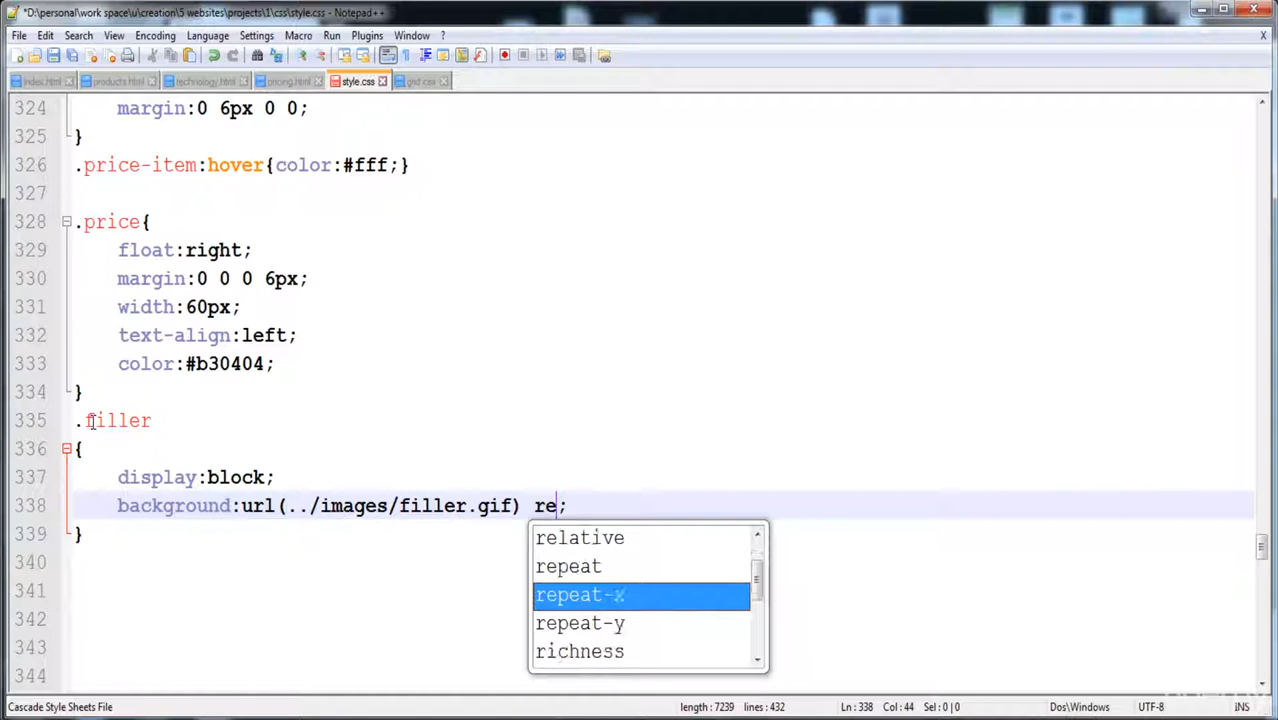 *D:\personal\work space\u\creation\5 websites\projects\1\css\style.css - Notepad++
File Edit Search View Encoding Language Settings Macro Run Plugins Window ? X
index.html products.html technology.html pricing.html style.css grid.css
324 margin:0 6px 0 0;
325 }
326 .price-item:hover{color:#fff;}
327
328 .price{
329 float:right;
330 margin:0 0 0 6px;
331 width:60px;
332 text-align:left;
333 color:#b30404;
334 }
335 .filler
336 {
337 display:block;
338 background:url(../images/filler.gif) re;
339 }
relative
repeat
repeat-x
repeat-y
richness
340
341
342
343
344
Cascade Style Sheets File length : 7239 lines : 432 Ln : 338 Col : 44 Sel : 0 | 0 Dos\Windows UTF-8 INS